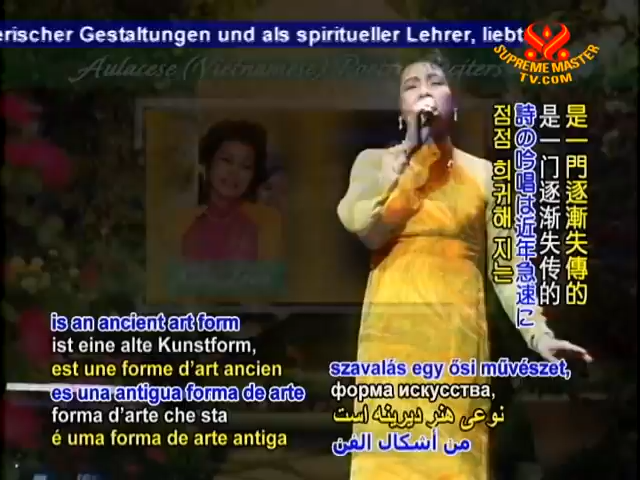 erischer Gestaltungen und als spiritueller Lehrer, liebt
SUPREME MASTER
TV.COM
Aulacese (Vietnamese) Poetry Reciters
是一門逐漸失傳的
是一门逐渐失传的
詩の吟唱は近年急速に
점점 희귀해 지는
is an ancient art form
ist eine alte Kunstform,
est une forme d'art ancien
es una antigua forma de arte
forma d'arte che sta
é uma forma de arte antiga
szavalás egy ősi művészet,
форма искусства,
نوعی هنر دیرینه است
من أشكال الفن